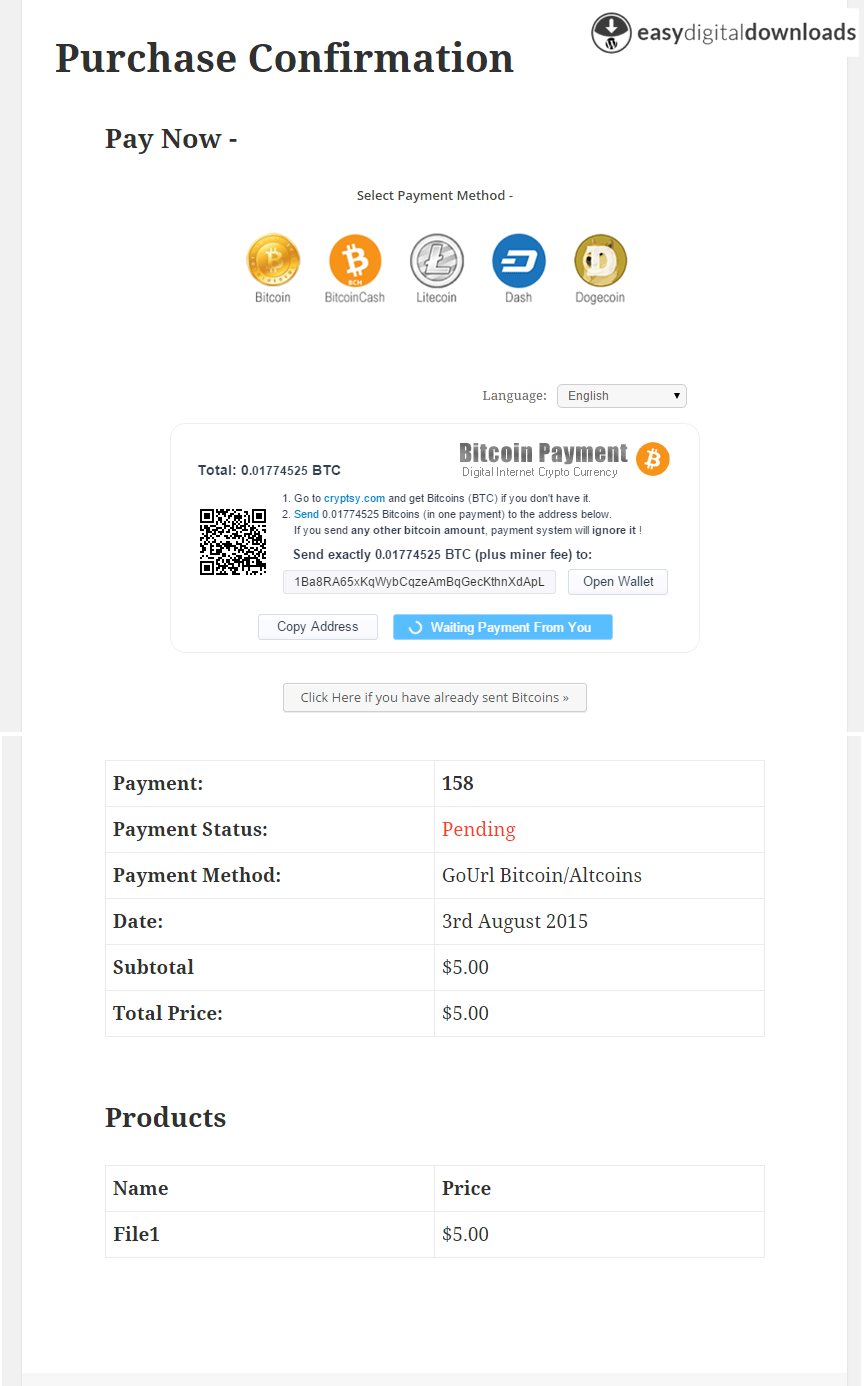 easydigitaldownloads
Purchase Confirmation
Pay Now -
Select Payment Method -
Bitcoin BitcoinCash Litecoin Dash Dogecoin
BCH
Language: English
Bitcoin Payment
Digital Internet Crypto Currency
Total: 0.01774525 BTC
1. Go to cryptsy.com and get Bitcoins (BTC) if you don't have it.
2. Send 0.01774525 Bitcoins (in one payment) to the address below.
If you send any other bitcoin amount, payment system will ignore it !
Send exactly 0.01774525 BTC (plus miner fee) to:
1Ba8RA65xKqWybCqzeAmBqGecKthnXdApL Open Wallet
Copy Address Waiting Payment From You
Click Here if you have already sent Bitcoins »
Payment: 158
Payment Status: Pending
Payment Method: GoUrl Bitcoin/Altcoins
Date: 3rd August 2015
Subtotal $5.00
Total Price: $5.00
Products
Name Price
File1 $5.00